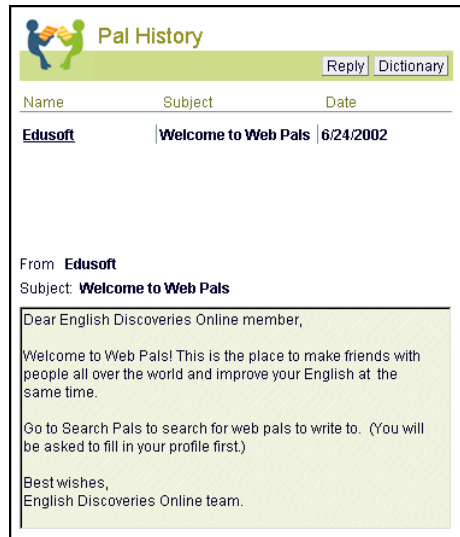 Pal History
Reply Dictionary
Name Subject Date
Edusoft Welcome to Web Pals 6/24/2002
From Edusoft
Subject: Welcome to Web Pals
Dear English Discoveries Online member,
Welcome to Web Pals! This is the place to make friends with
people all over the world and improve your English at the
same time.
Go to Search Pals to search for web pals to write to. (You will
be asked to fill in your profile first.)
Best wishes,
English Discoveries Online team.